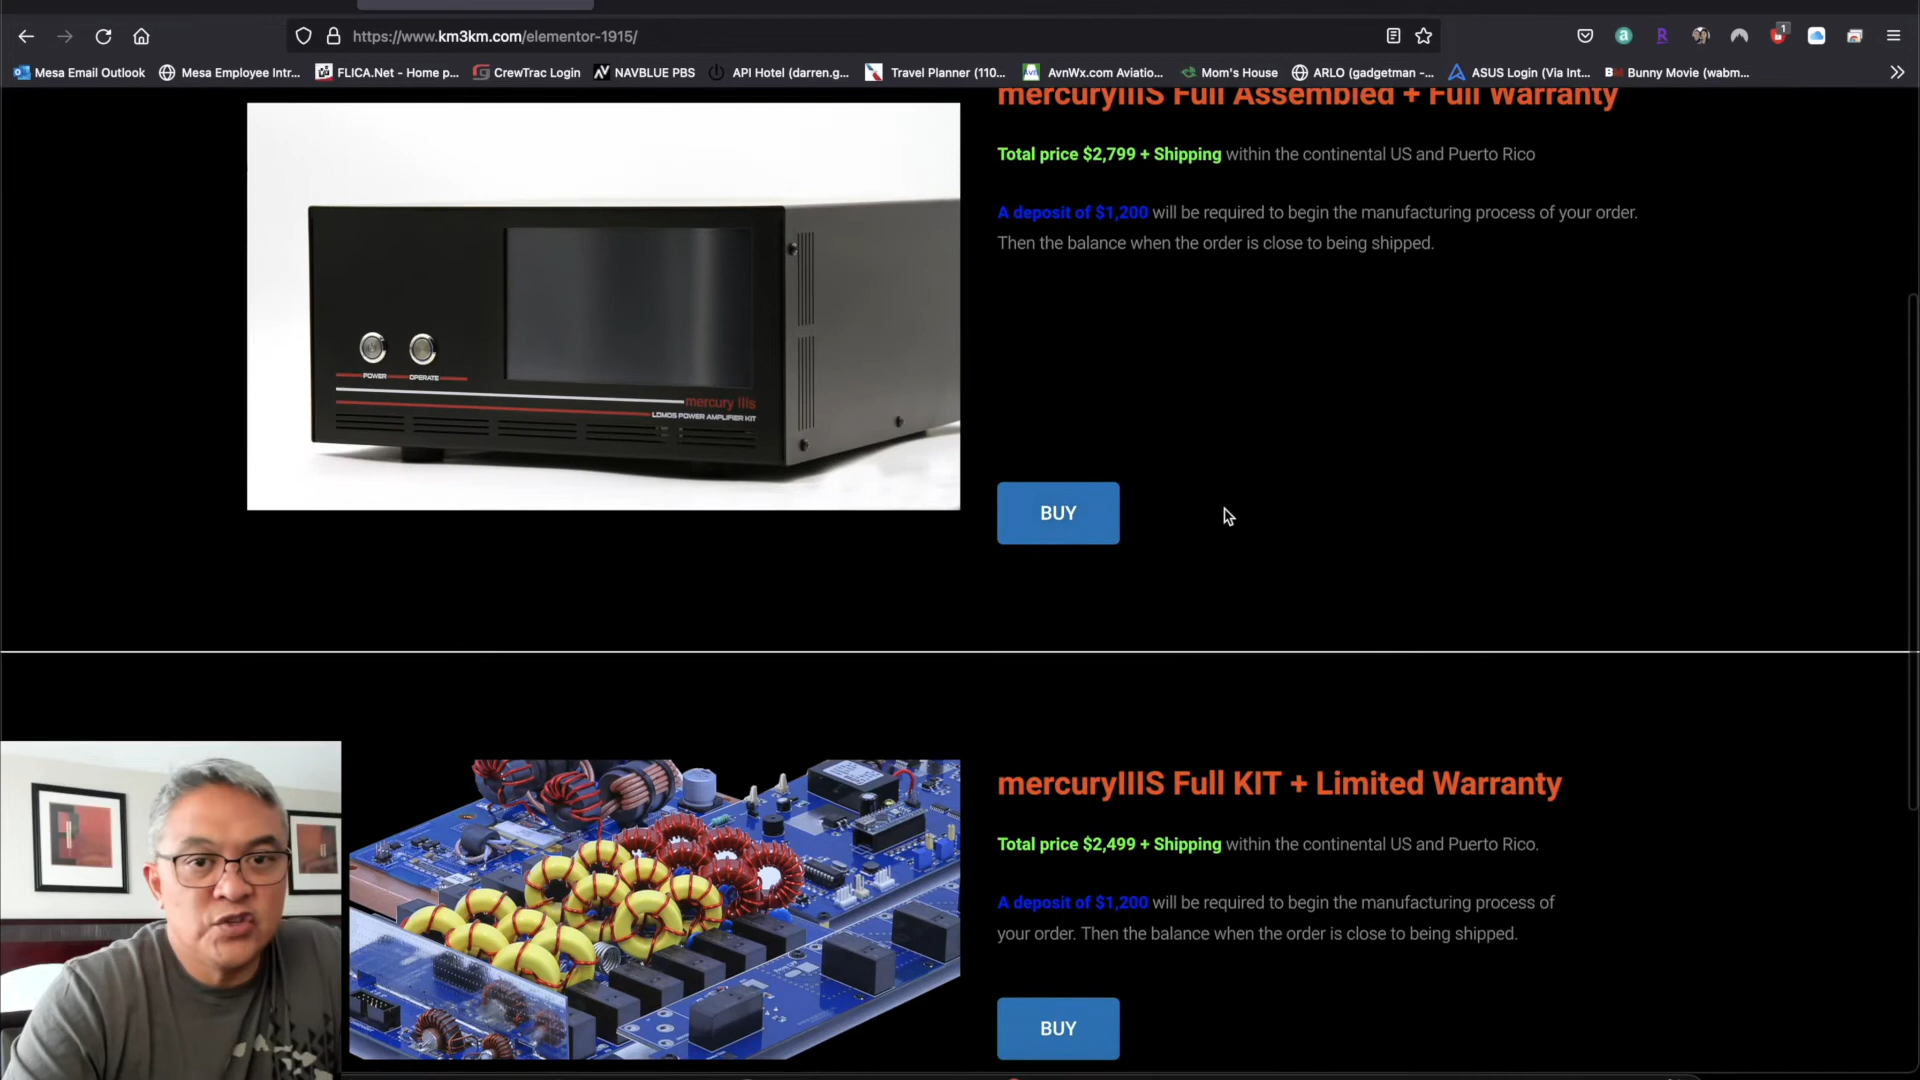 https://www.km3km.com/elementor-1915/
1
Mesa Email Outlook
Mesa Employee Intr...
FLICA.Net - Home p...
CrewTrac Login
NAVBLUE PBS
API Hotel (darren.g...
Travel Planner (110...
AvnWx.com Aviatio...
Mom's House
ARLO (gadgetman -...
ASUS Login (Via Int...
Bunny Movie (wabm...
mercuryIIIS Full Assembled + Full Warranty
Total price $2,799 + Shipping within the continental US and Puerto Rico
A deposit of $1,200 will be required to begin the manufacturing process of your order.
Then the balance when the order is close to being shipped.
POWER
OPERATE
mercury IIIs
LDMOS POWER AMPLIFIER KIT
BUY
mercuryIIIS Full KIT + Limited Warranty
Total price $2,499 + Shipping within the continental US and Puerto Rico.
A deposit of $1,200 will be required to begin the manufacturing process of
your order. Then the balance when the order is close to being shipped.
BUY